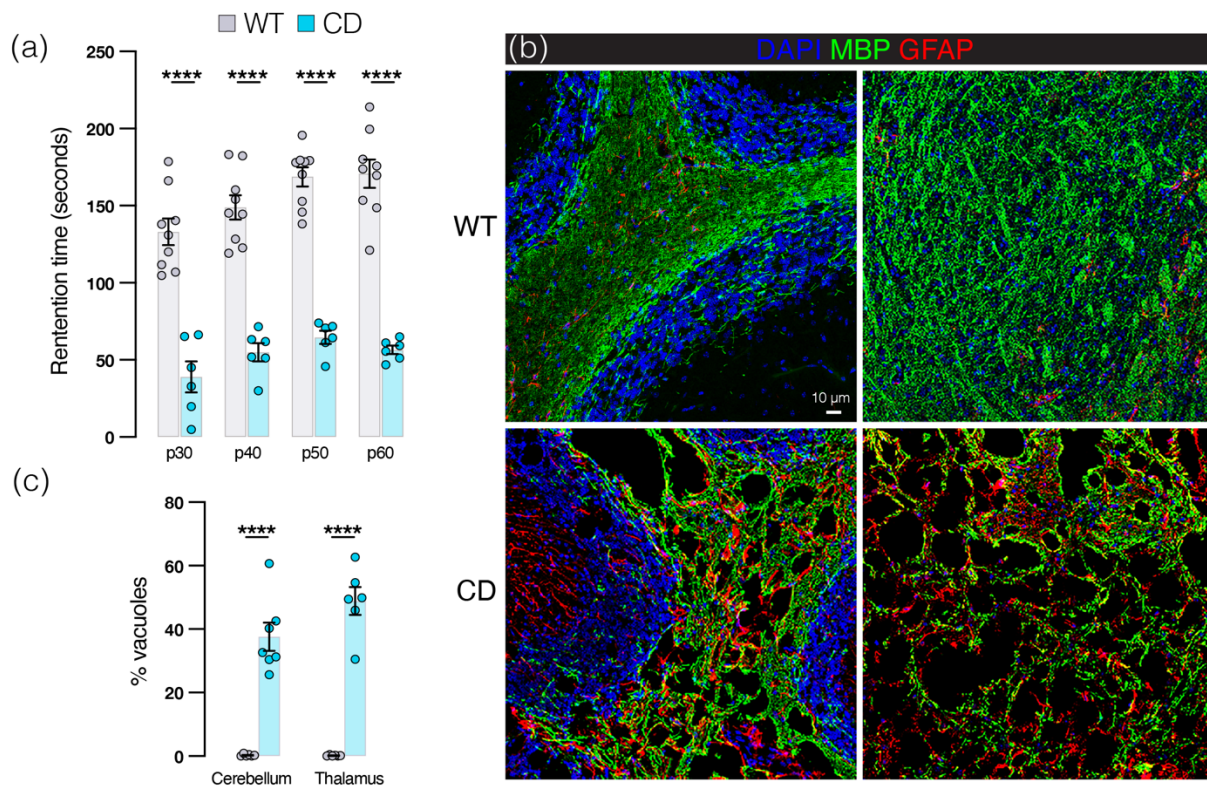 WT CD
(a)
250
200
150
100
50
0
Rentention time (seconds)
**** **** **** ****
p30 p40 p50 p60
(b)
DAPI MBP GFAP
WT
10 µm
CD
(c)
80
60
40
20
0
% vacuoles
**** ****
Cerebellum Thalamus